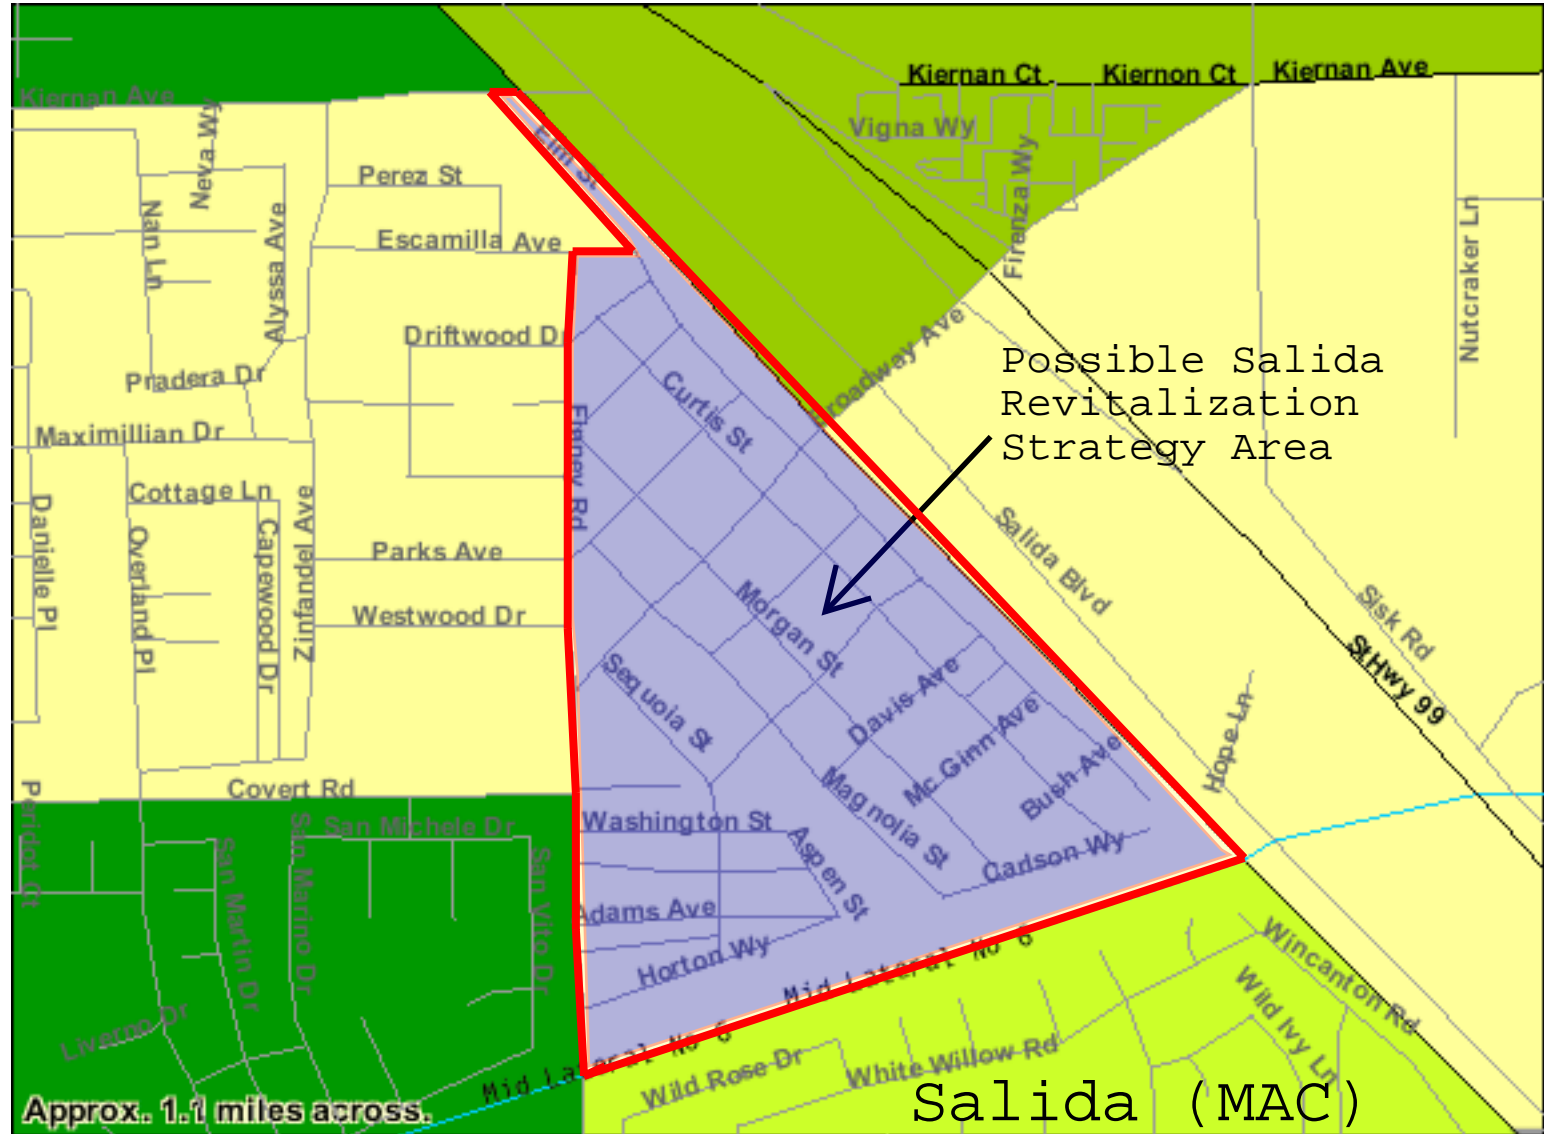 Kiernan Ct
Kiernon Ct
Kiernan Ave
Kiernan Ave
Neva Wy
Elm St
Vigna Wy
Firenza Wy
Perez St
Nan Ln
Alyssa Ave
Escamilla Ave
Nutcraker Ln
Driftwood Dr
Broadway Ave
Possible Salida
Revitalization
Strategy Area
Pradera Dr
Curtis St
Maximillian Dr
Finney Rd
Cottage Ln
Danielle Pl
Overland Pl
Capewood Dr
Zinfandel Ave
Parks Ave
Salida Blvd
Westwood Dr
Morgan St
Sisk Rd
St Hwy 99
Sequoia St
Davis Ave
Mc Ginn Ave
Bush Ave
Hope Ln
Covert Rd
Peridot Ct
San Michele Dr
Washington St
Magnolia St
Aspen St
Carlson Wy
San Martin Dr
San Marino Dr
San Vito Dr
Adams Ave
Horton Wy
Mid Lateral No 6
Wincanton Rd
Wild Ivy Ln
Liverno Dr
Mid Lateral No 6
Wild Rose Dr
White Willow Rd
Approx. 1.1 miles across.
Salida (MAC)